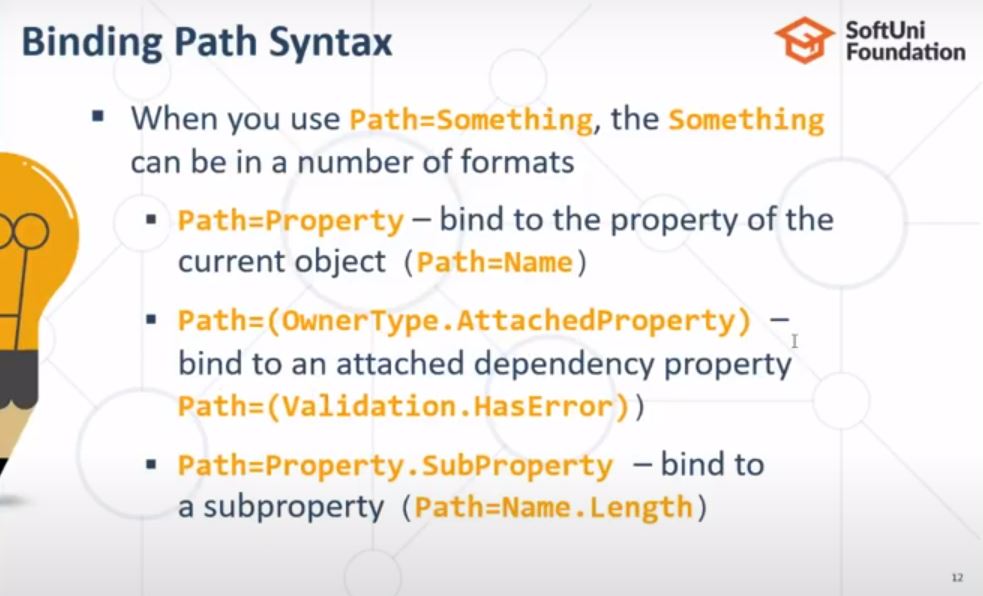 Binding Path Syntax
SoftUni
Foundation
▪ When you use Path=Something, the Something
can be in a number of formats
▪ Path=Property – bind to the property of the
current object (Path=Name)
▪ Path=(OwnerType.AttachedProperty) –
bind to an attached dependency property
Path=(Validation.HasError))
▪ Path=Property.SubProperty – bind to
a subproperty (Path=Name.Length)
12